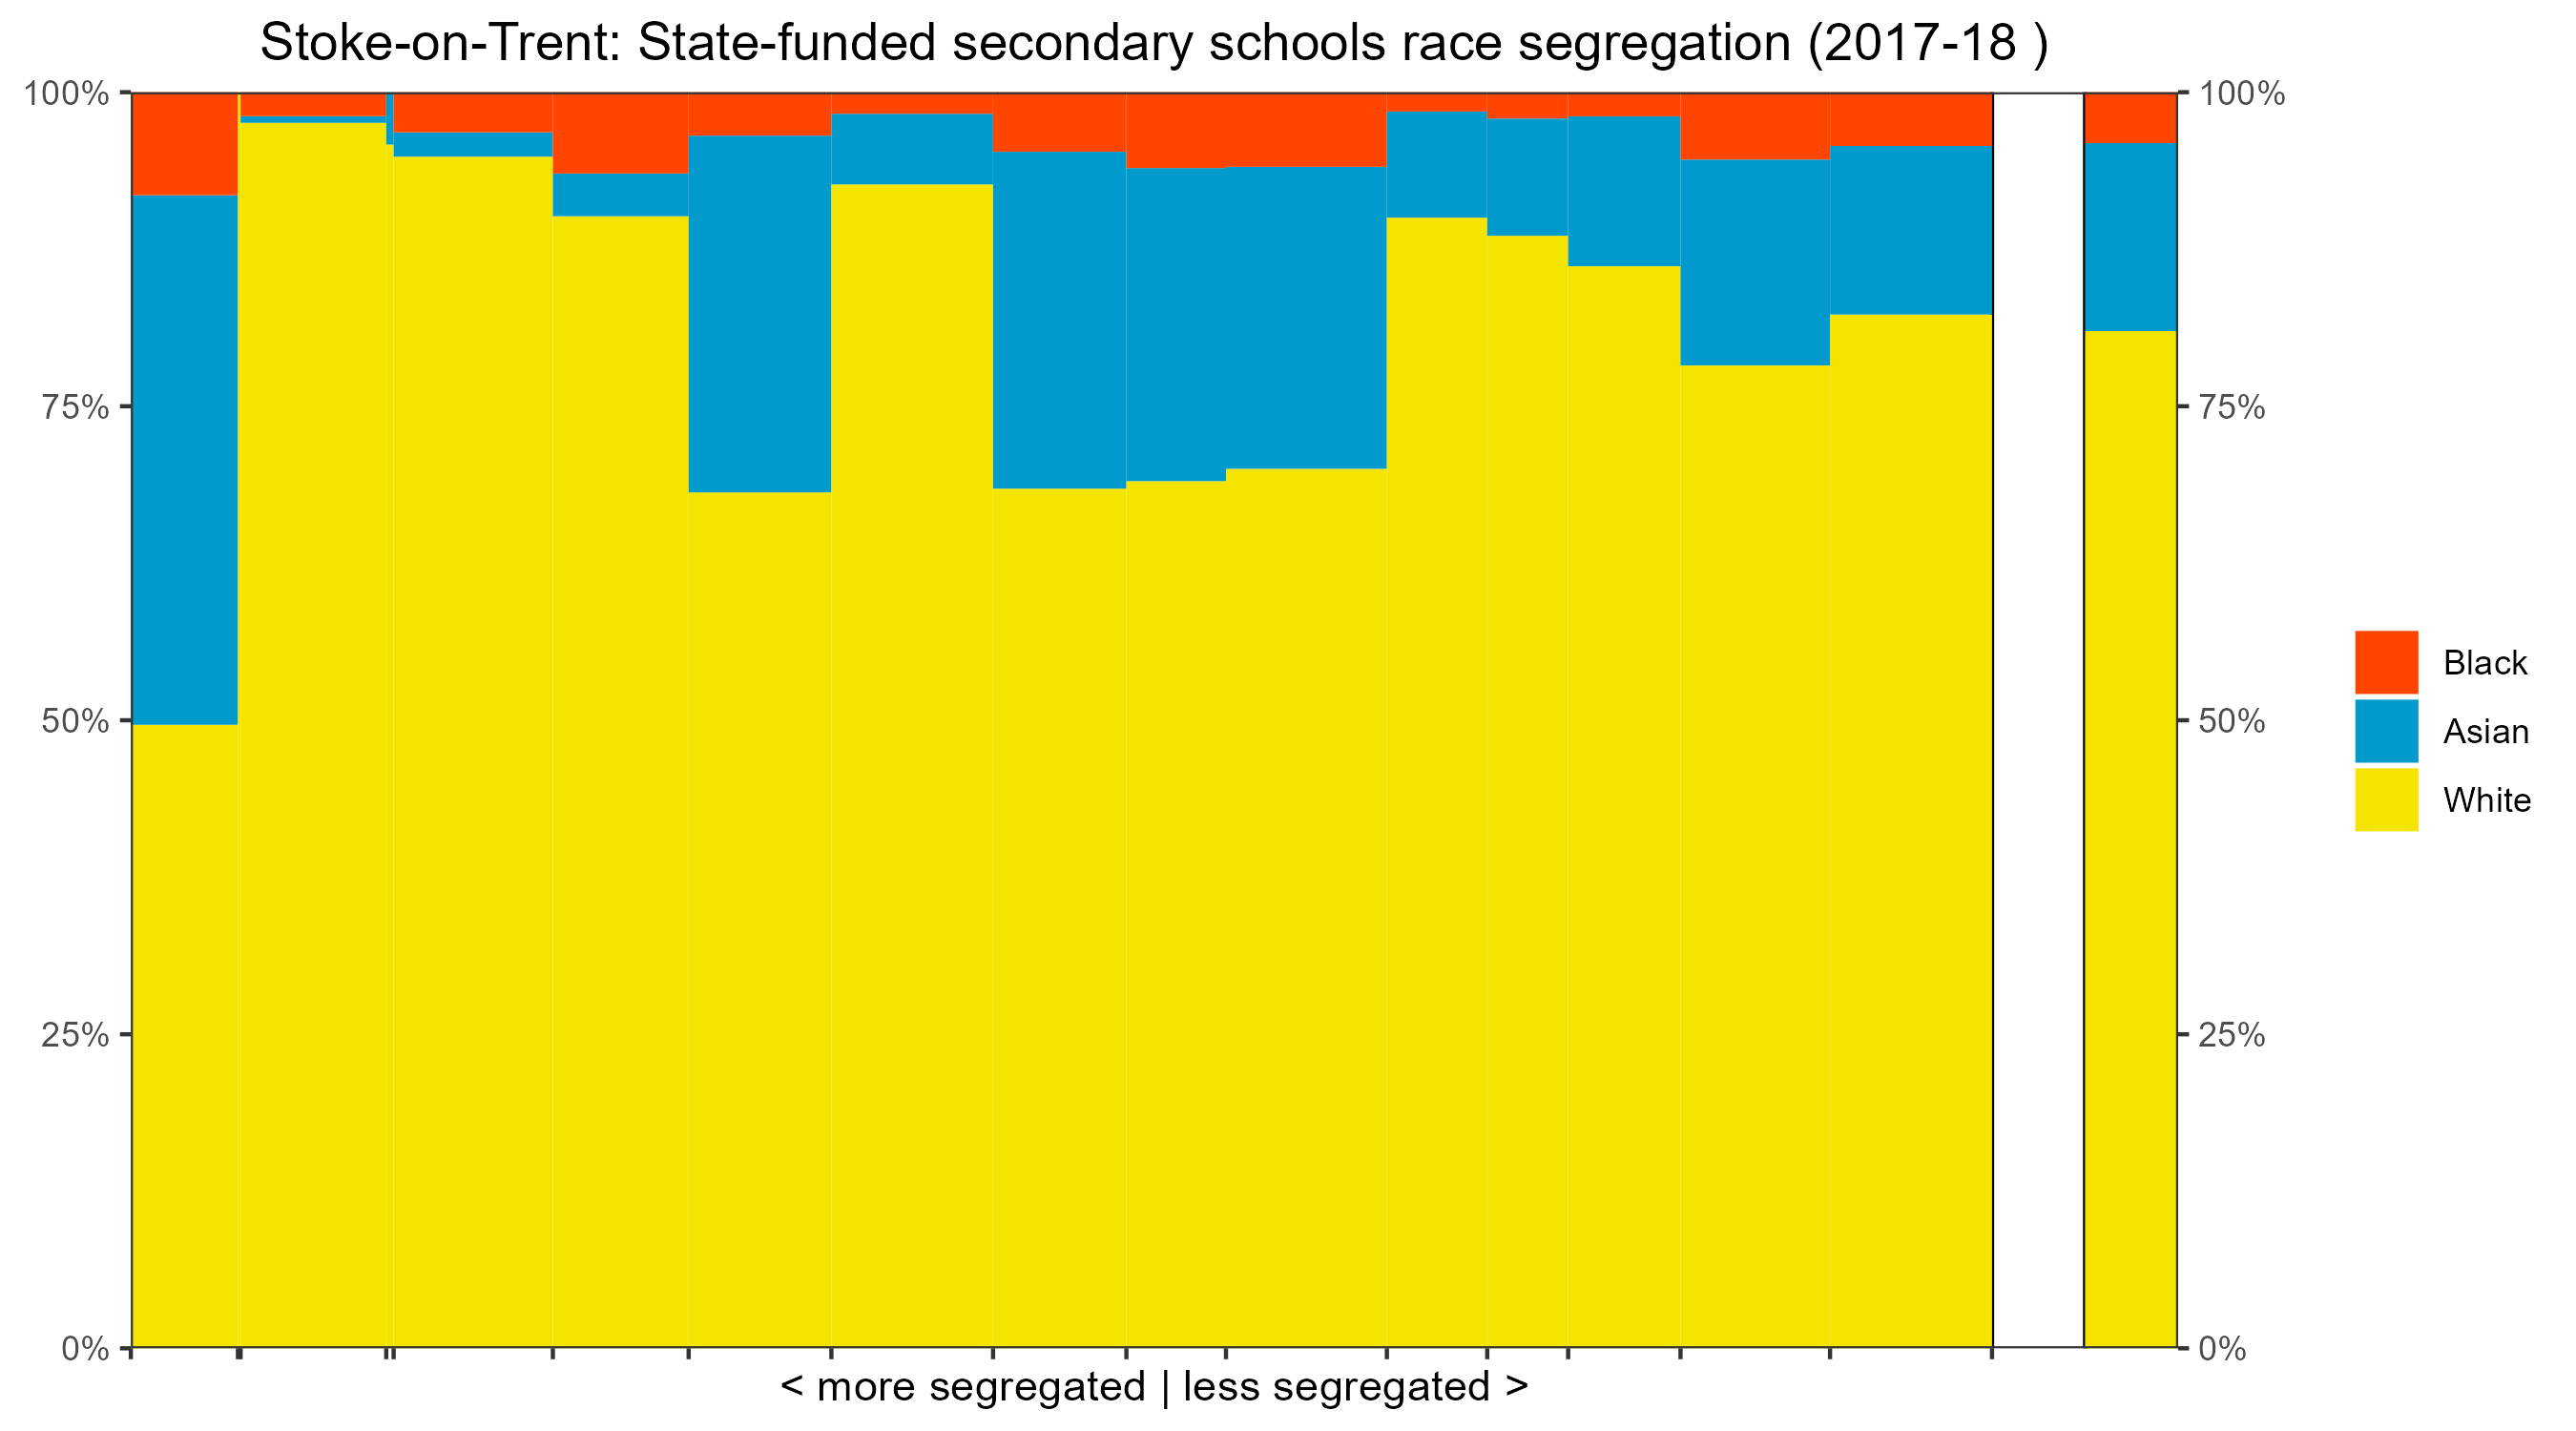 Stoke-on-Trent: State-funded secondary schools race segregation (2017-18 )
100%
75%
50%
25%
0%
100%
75%
50%
25%
0%
Black
Asian
White
< more segregated | less segregated >